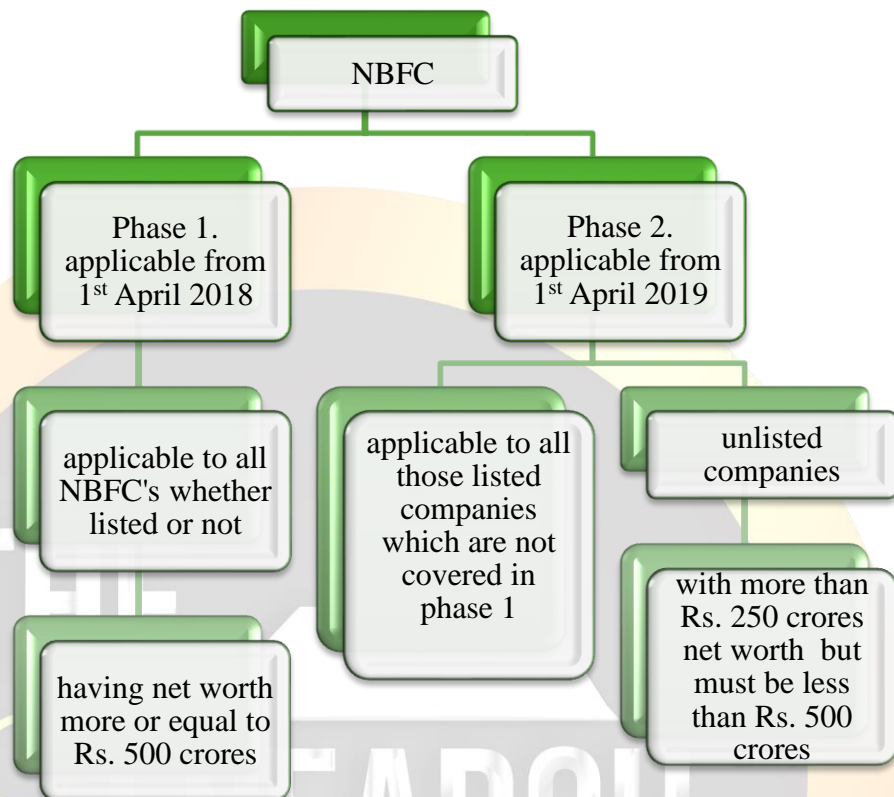 NBFC
Phase 1.
applicable from
1st April 2018
Phase 2.
applicable from
1st April 2019
applicable to all
NBFC's whether
listed or not
applicable to all
those listed
companies
which are not
covered in
phase 1
unlisted
companies
having net worth
more or equal to
Rs. 500 crores
with more than
Rs. 250 crores
net worth but
must be less
than Rs. 500
crores